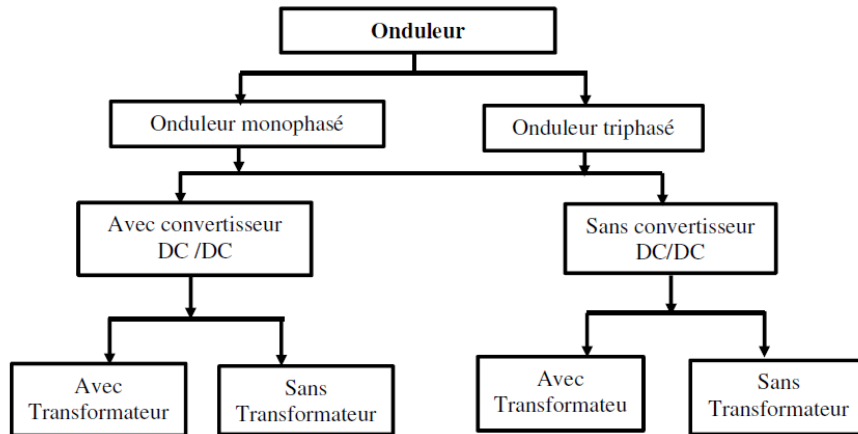 Onduleur
Onduleur monophasé
Onduleur triphasé
Avec convertisseur
DC /DC
Sans convertisseur
DC/DC
Avec
Transformateur
Sans
Transformateur
Avec
Transformateu
Sans
Transformateur